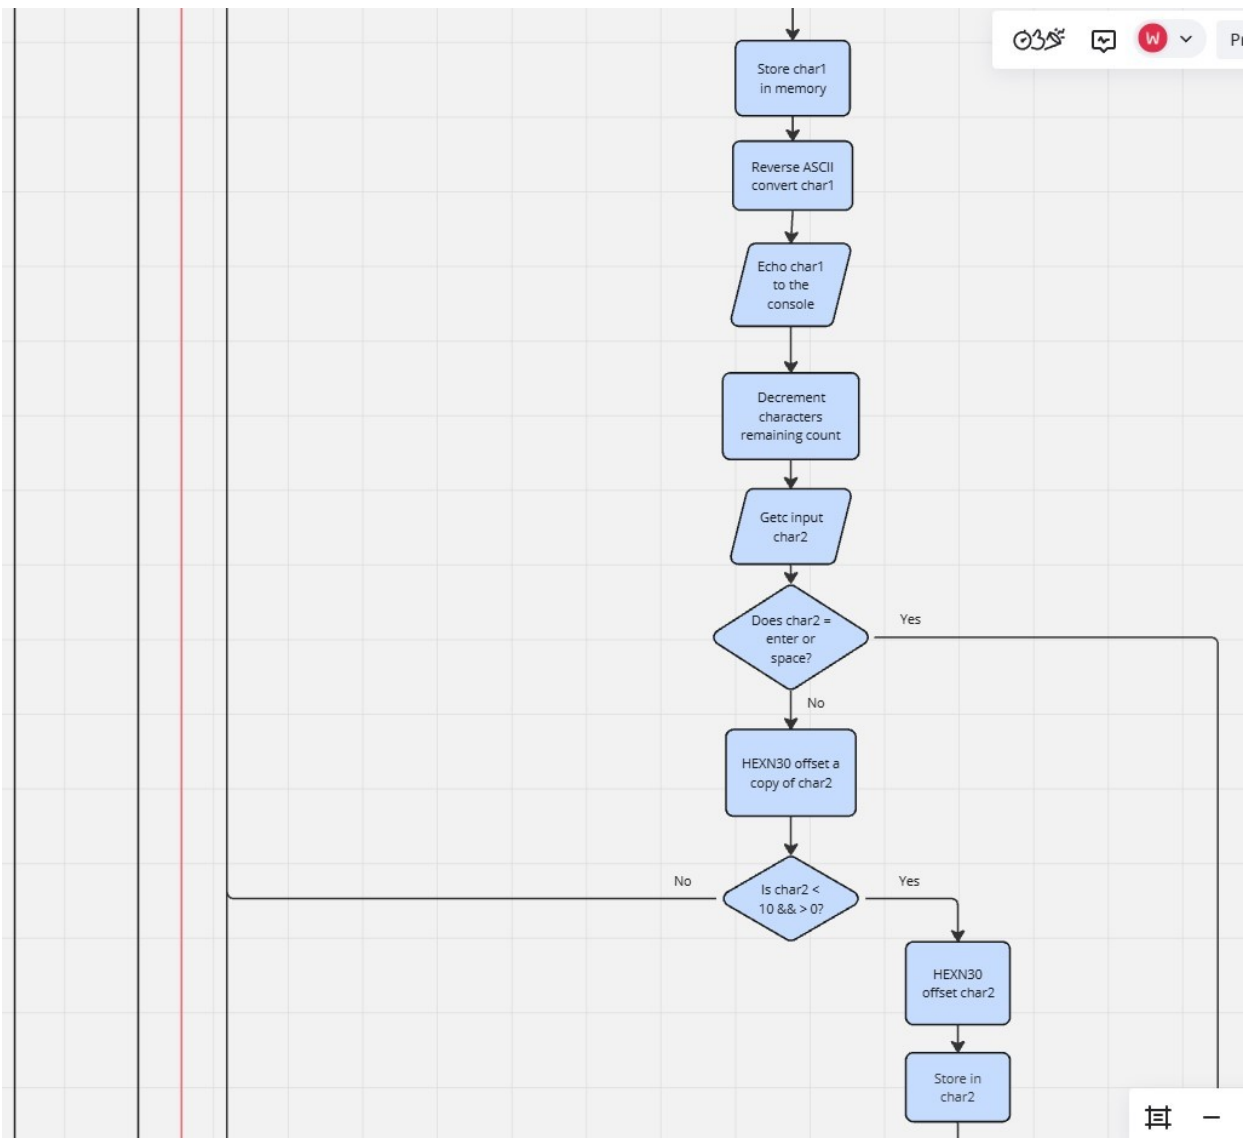 W
Pr
Store char1
in memory
Reverse ASCII
convert char1
Echo char1
to the
console
Decrement
characters
remaining count
Getc input
char2
Does char2 =
enter or
space?
Yes
No
HEXN30 offset a
copy of char2
Is char2 <
10 && > 0?
No
Yes
HEXN30
offset char2
Store in
char2